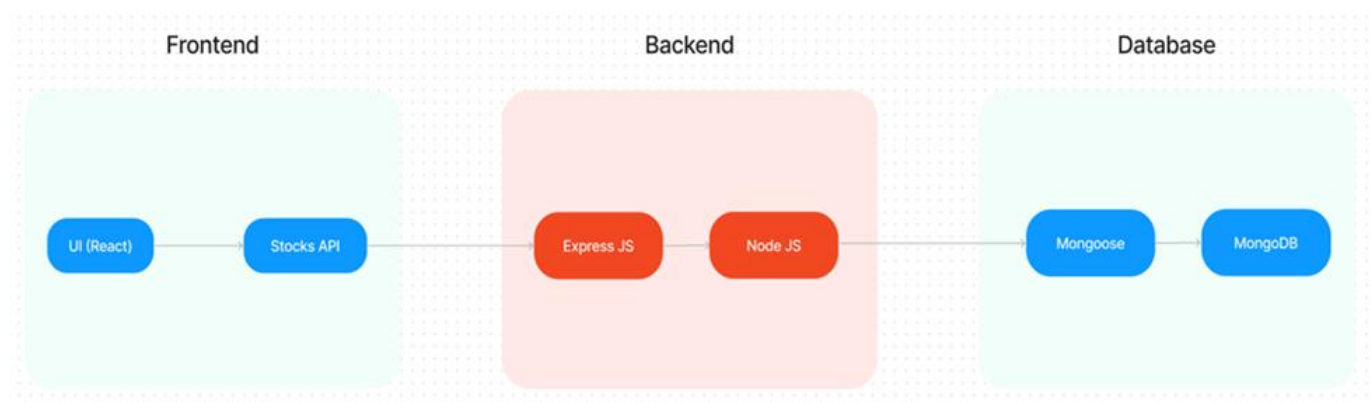 Frontend
Backend
Database
UI (React)
Stocks API
Express JS
Node JS
Mongoose
MongoDB